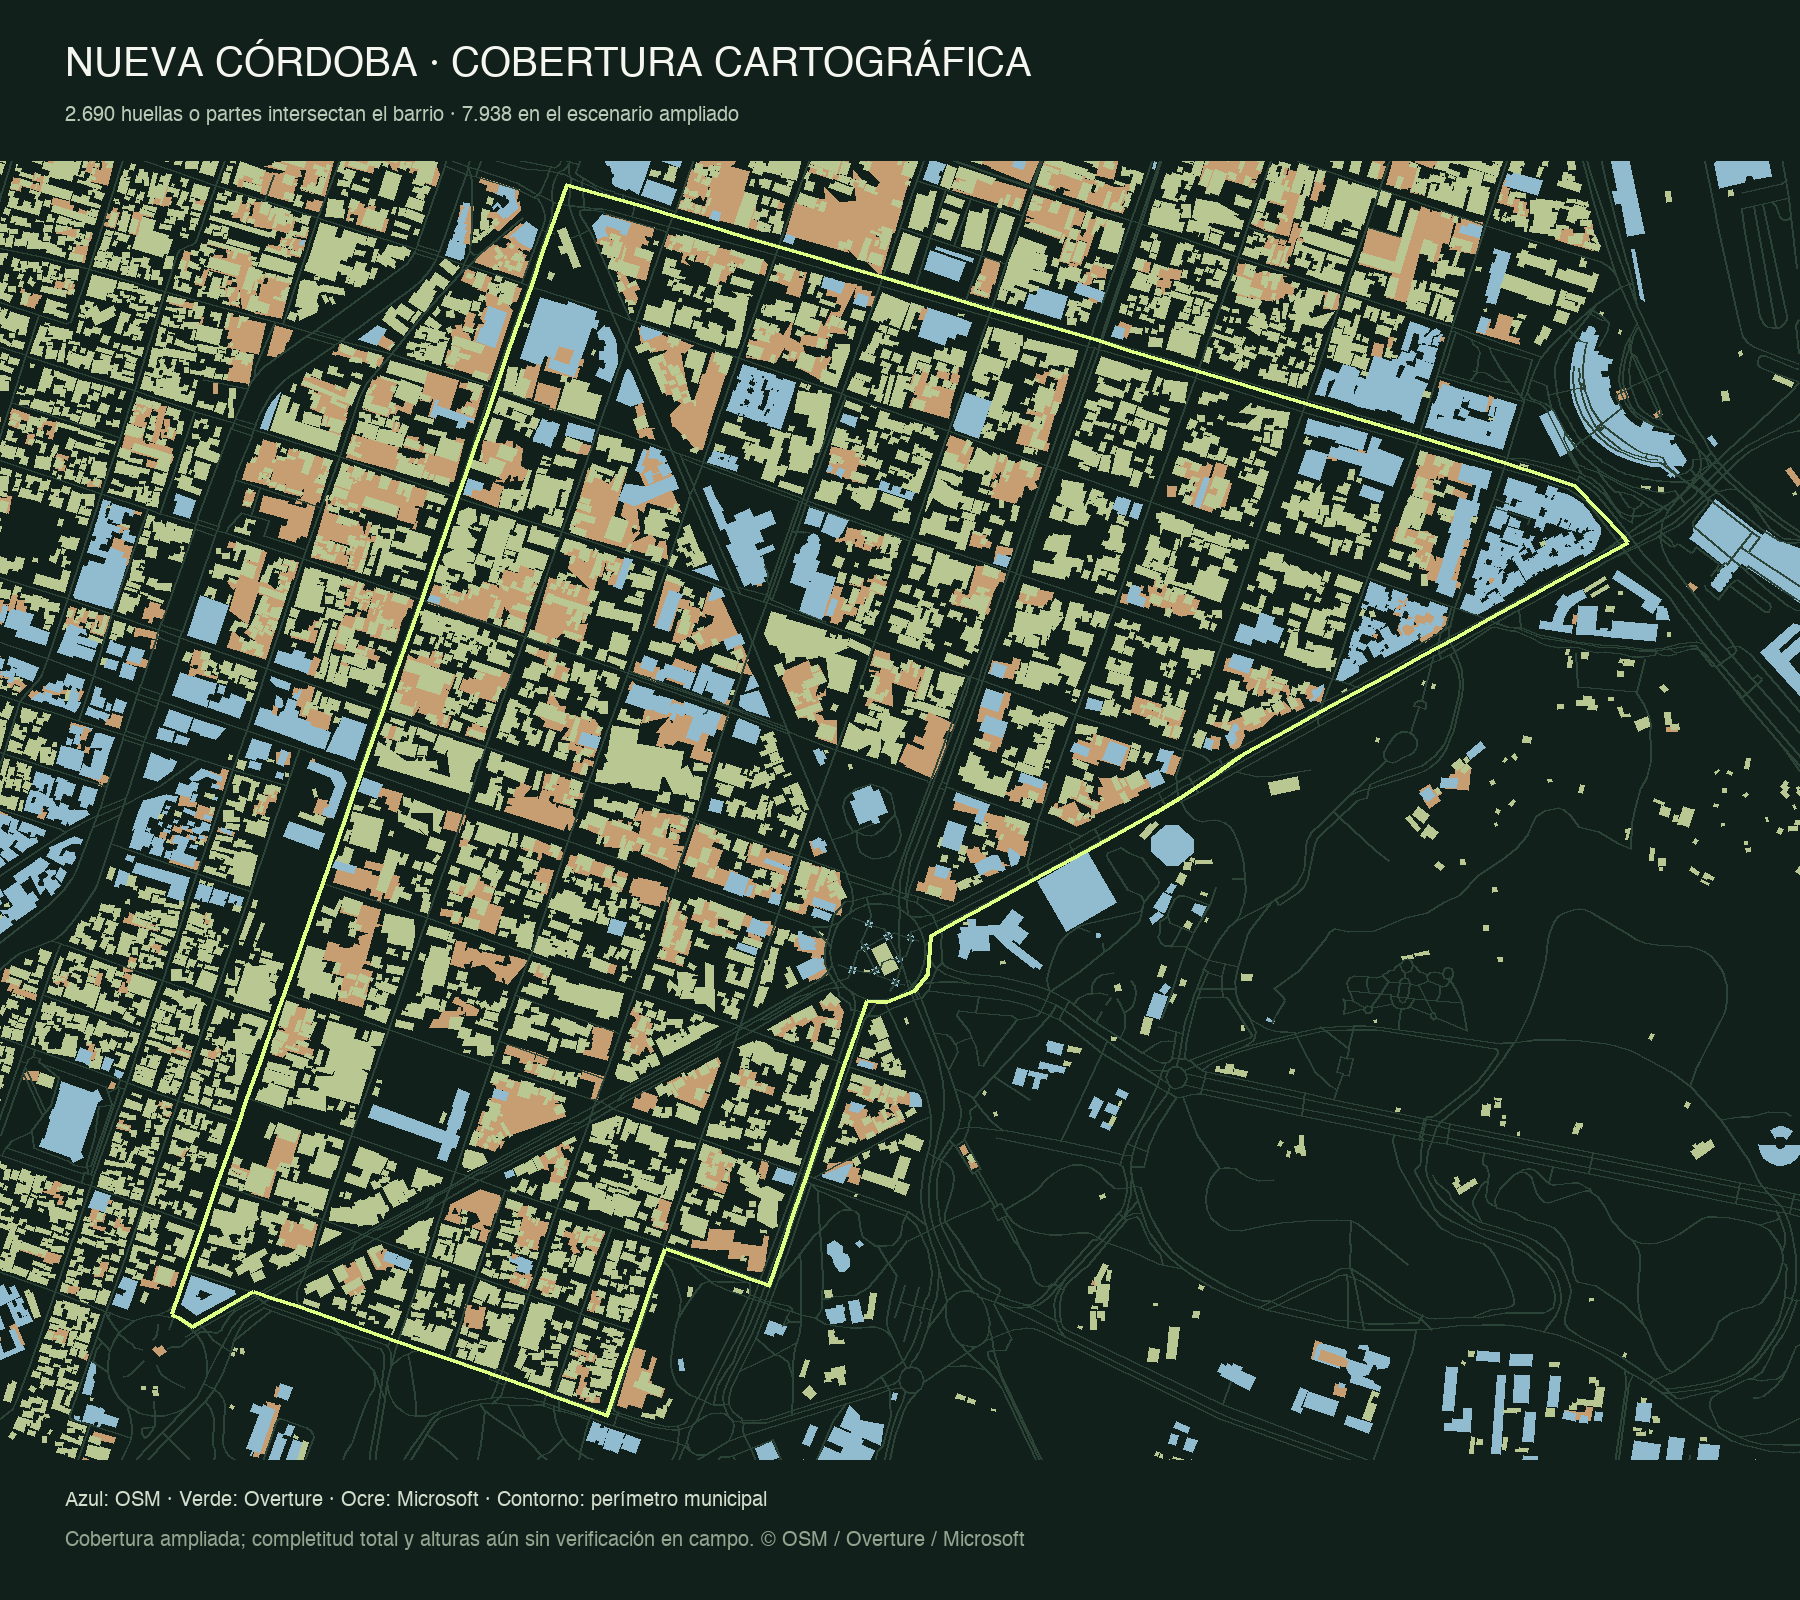 NUEVA CÓRDOBA · COBERTURA CARTOGRÁFICA
2.690 huellas o partes intersectan el barrio · 7.938 en el escenario ampliado
Azul: OSM · Verde: Overture · Ocre: Microsoft · Contorno: perímetro municipal
Cobertura ampliada; completitud total y alturas aún sin verificación en campo. © OSM / Overture / Microsoft